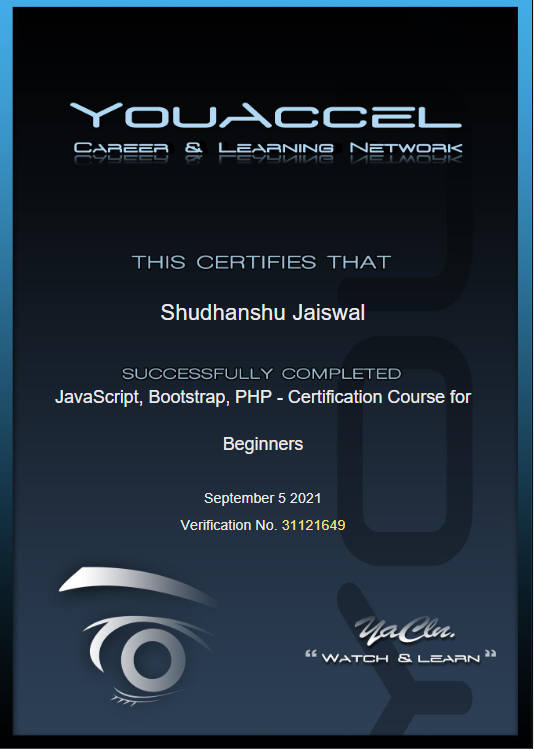 YouAccel
Career & Learning Network
THIS CERTIFIES THAT
Shudhanshu Jaiswal
SUCCESSFULLY COMPLETED
JavaScript, Bootstrap, PHP - Certification Course for
Beginners
September 5 2021
Verification No. 31121649
YaCln.
“ Watch & Learn ”